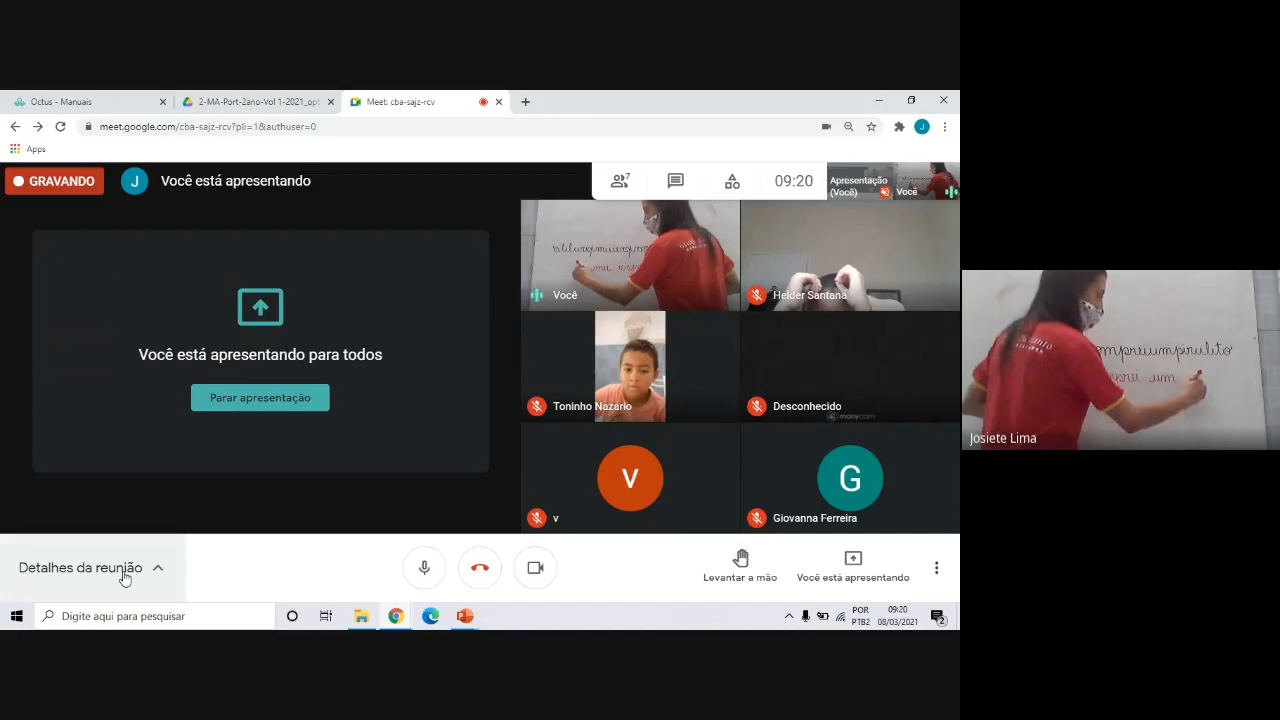 Octus - Manuais
2-MA-Port-2ano-Vol 1-2021_opt
Meet: cba-sajz-rcv
meet.google.com/cba-sajz-rcv?pli=1&authuser=0
J
Apps
GRAVANDO
J
Você está apresentando
7
09:20
Apresentação
(Você)
Você
Você está apresentando para todos
Parar apresentação
Você
Helder Santana
Toninho Nazario
Desconhecido
manycam
V
v
G
Giovanna Ferreira
ompreiumpirulito
um
Josiete Lima
Detalhes da reunião
Levantar a mão
Você está apresentando
Digite aqui para pesquisar
POR
PTB2
09:20
08/03/2021
2